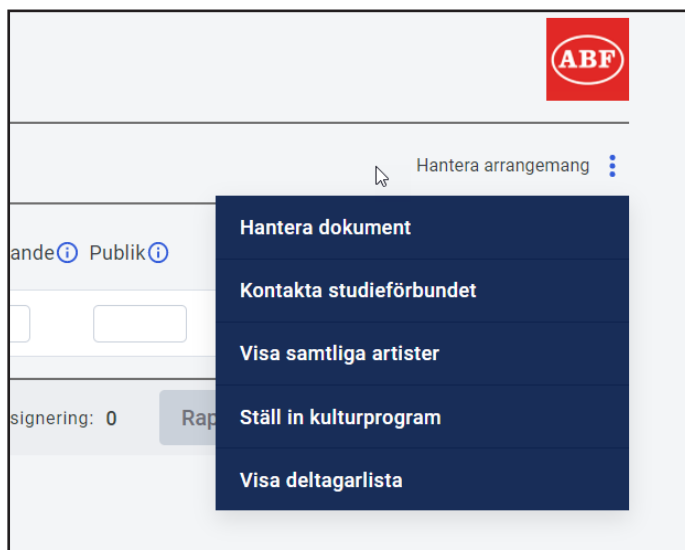 ABF
Hantera arrangemang
Hantera dokument
ande Publik
Kontakta studieförbundet
Visa samtliga artister
signering: 0 Rap
Ställ in kulturprogram
Visa deltagarlista